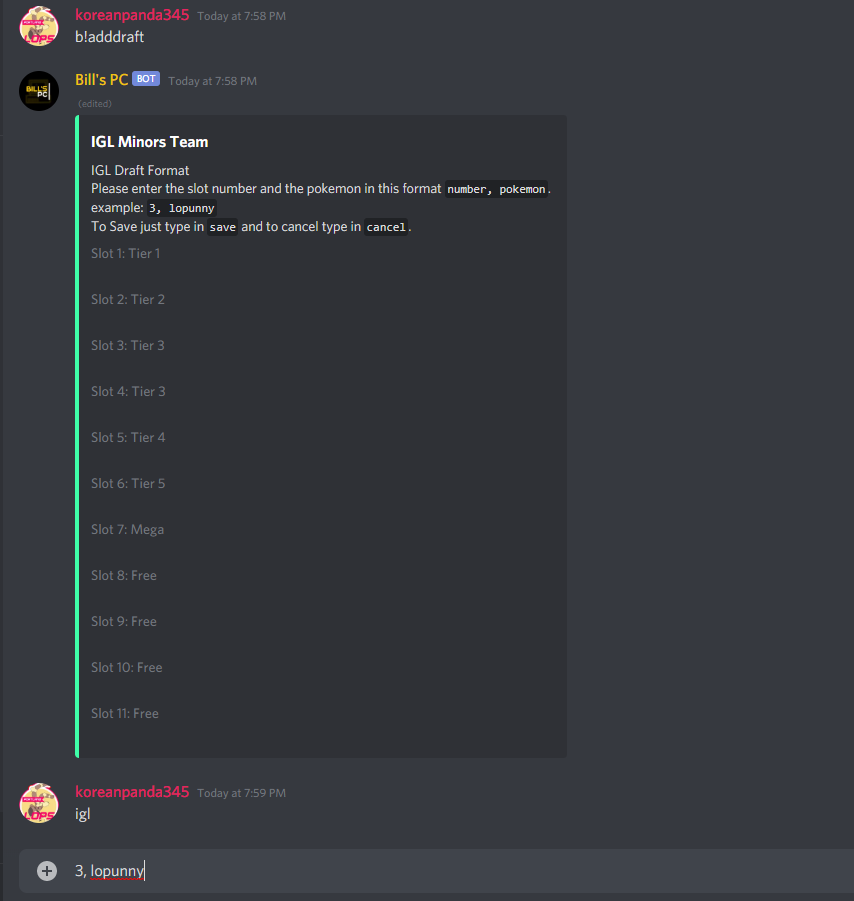 koreanpanda345 Today at 7:58 PM
b!adddraft
Bill's PC BOT Today at 7:58 PM
(edited)
IGL Minors Team
IGL Draft Format
Please enter the slot number and the pokemon in this format number, pokemon.
example: 3, lopunny
To Save just type in save and to cancel type in cancel.
Slot 1: Tier 1
Slot 2: Tier 2
Slot 3: Tier 3
Slot 4: Tier 3
Slot 5: Tier 4
Slot 6: Tier 5
Slot 7: Mega
Slot 8: Free
Slot 9: Free
Slot 10: Free
Slot 11: Free
koreanpanda345 Today at 7:59 PM
igl
3, lopunny